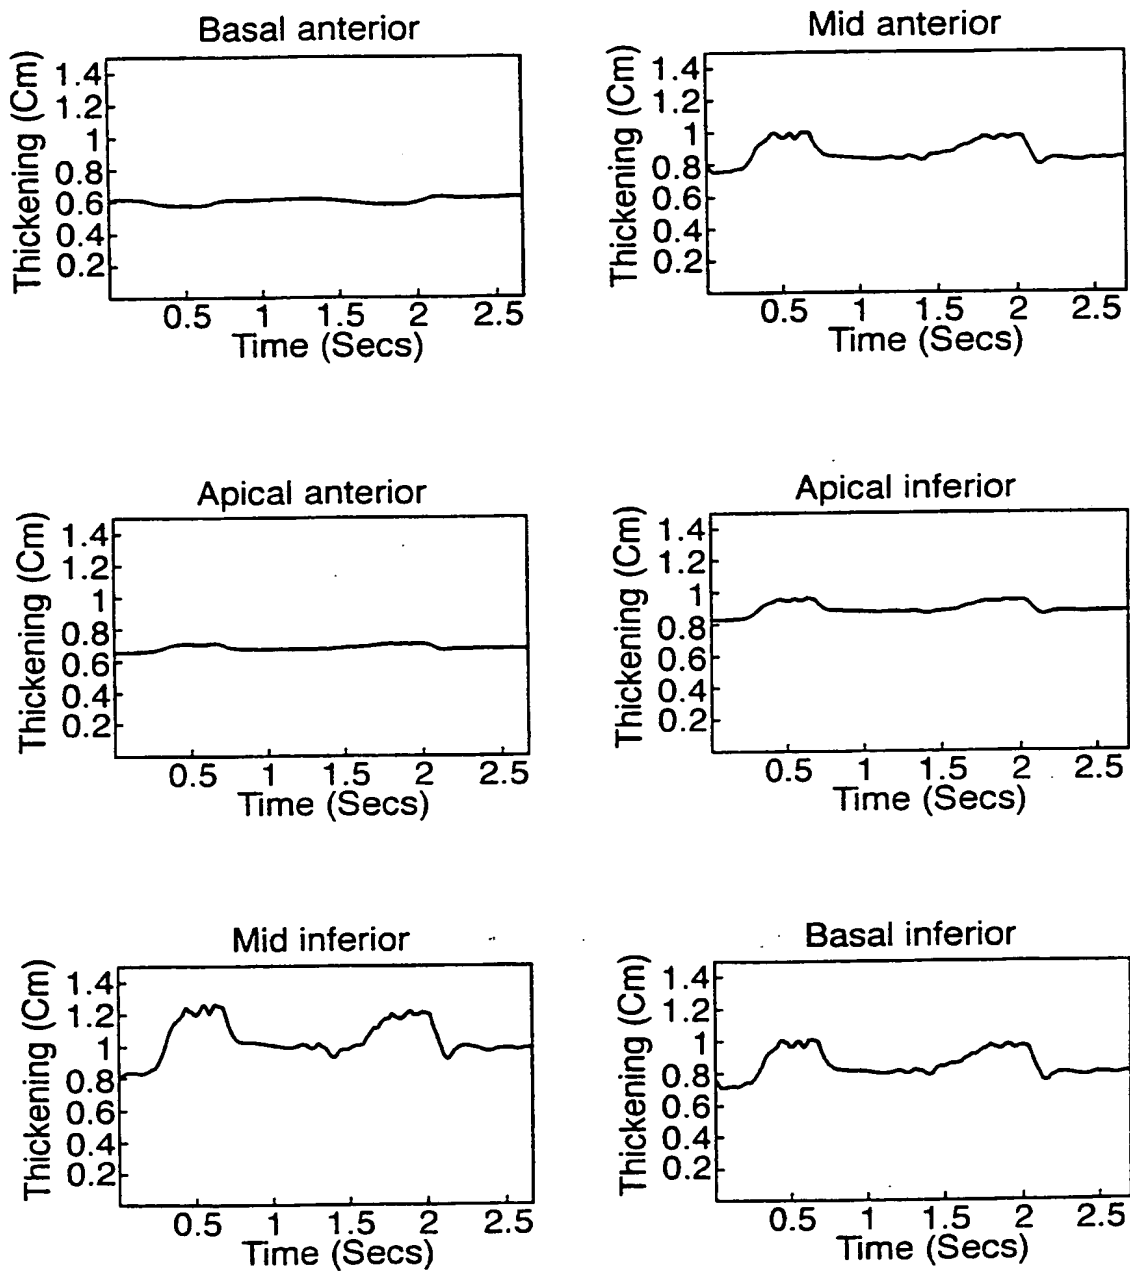 Basal anterior
Thickening (Cm)
1.4
1.2
1
0.8
0.6
0.4
0.2
0.5 1 1.5 2 2.5
Time (Secs)
Mid anterior
Thickening (Cm)
1.4
1.2
1
0.8
0.6
0.4
0.2
0.5 1 1.5 2 2.5
Time (Secs)
Apical anterior
Thickening (Cm)
1.4
1.2
1
0.8
0.6
0.4
0.2
0.5 1 1.5 2 2.5
Time (Secs)
Apical inferior
Thickening (Cm)
1.4
1.2
1
0.8
0.6
0.4
0.2
0.5 1 1.5 2 2.5
Time (Secs)
Mid inferior
Thickening (Cm)
1.4
1.2
1
0.8
0.6
0.4
0.2
0.5 1 1.5 2 2.5
Time (Secs)
Basal inferior
Thickening (Cm)
1.4
1.2
1
0.8
0.6
0.4
0.2
0.5 1 1.5 2 2.5
Time (Secs)